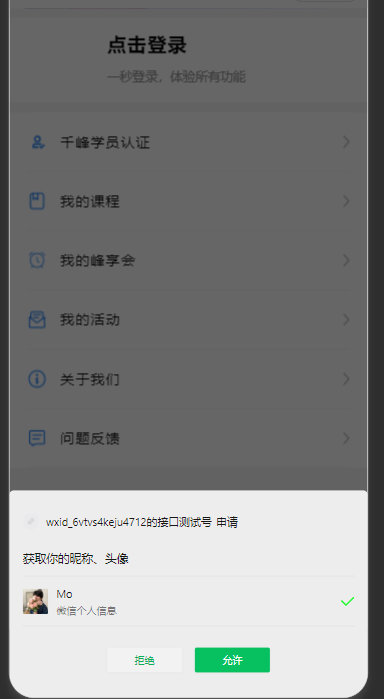 点击登录
一秒登录，体验所有功能
千峰学员认证
我的课程
我的峰享会
我的活动
关于我们
问题反馈
wxid_6vtvs4keju4712的接口测试号 申请
获取你的昵称、头像
Mo
微信个人信息
拒绝
允许